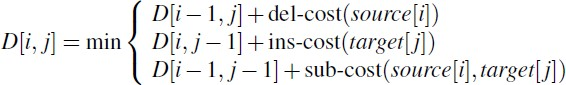 D[i−1, j]+del-cost(source[i])
D[i, j] = min { D[i, j−1]+ins-cost(target[j])
D[i−1, j−1]+sub-cost(source[i],target[j])